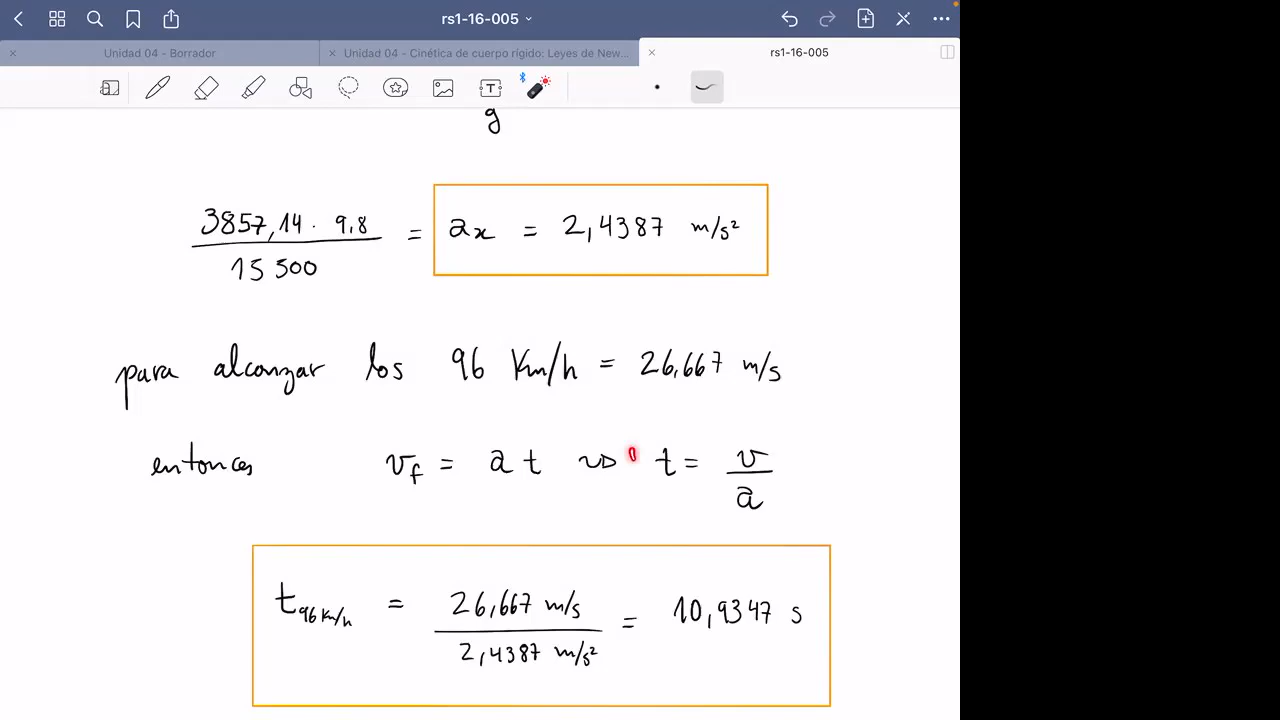 rs1-16-005
Unidad 04 - Borrador
Unidad 04 - Cinética de cuerpo rígido: Leyes de New...
rs1-16-005
g
3857,14 · 9,8
15 500
= ax = 2,4387 m/s²
para alcanzar los 96 Km/h = 26,667 m/s
entonces vf = a t ⇝ t = v
a
t96 Km/h = 26,667 m/s = 10,9347 s
2,4387 m/s²